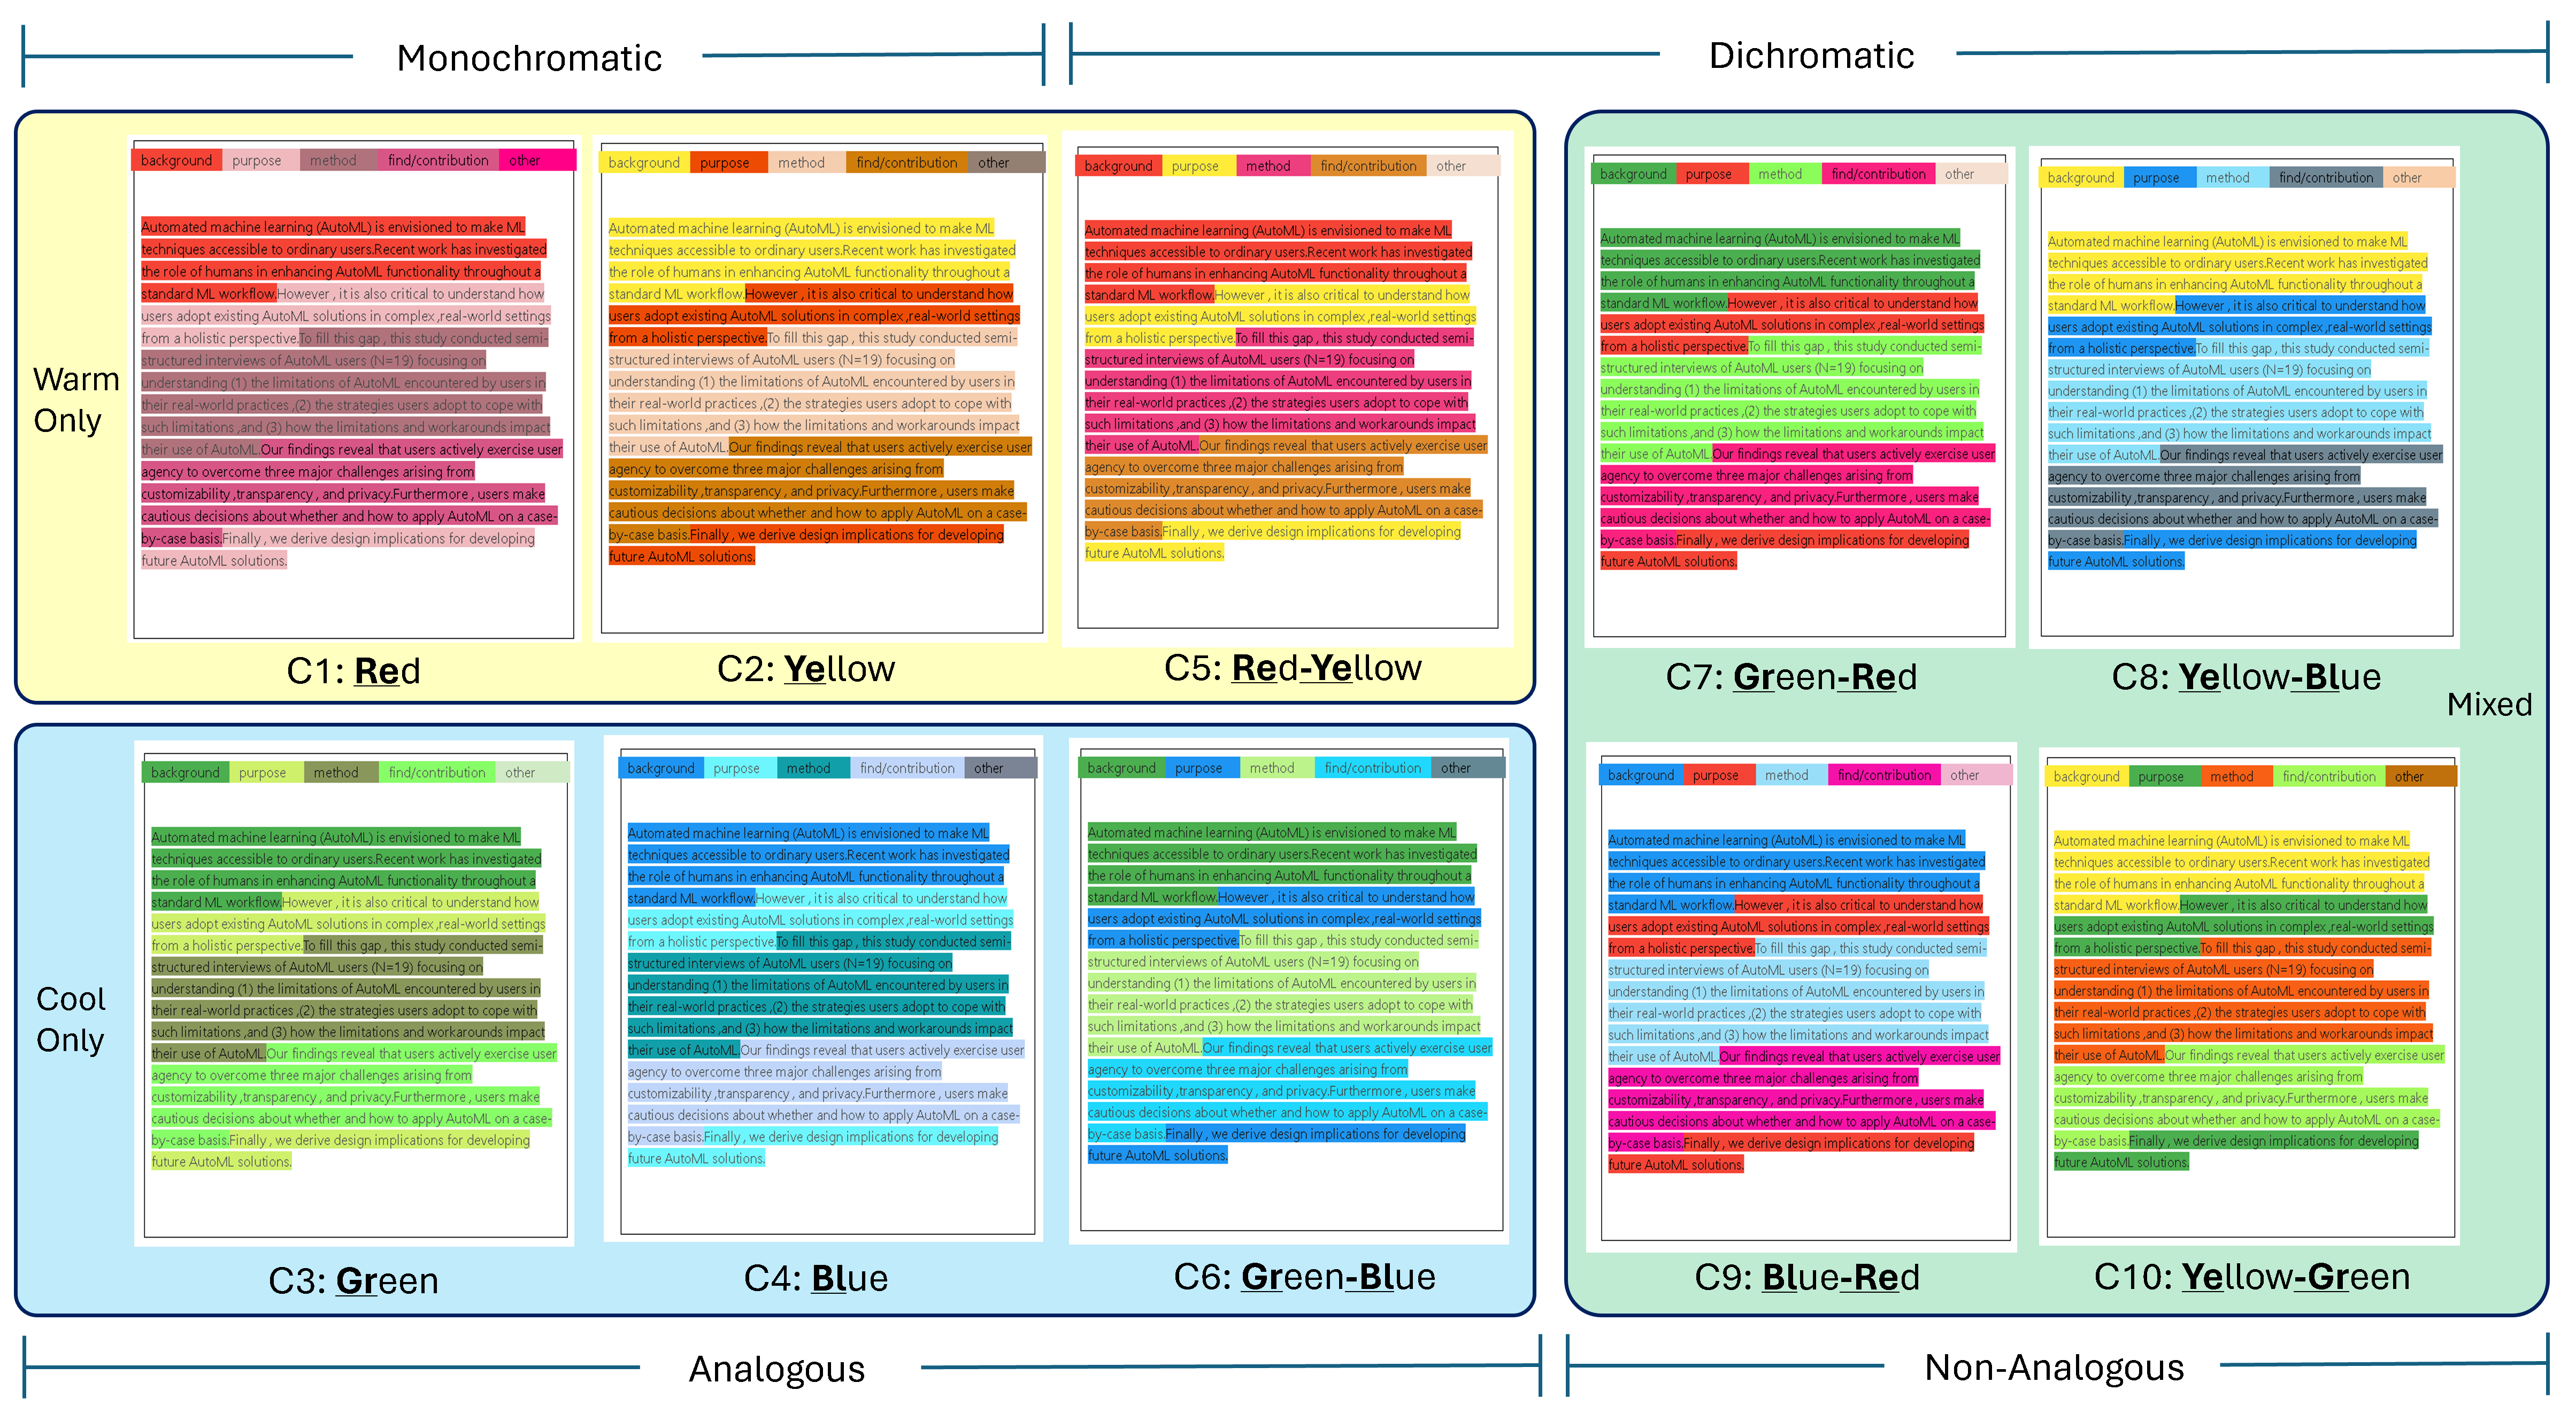 Monochromatic
Dichromatic
Warm
Only
background purpose method find/contribution other
Automated machine learning (AutoML) is envisioned to make ML
techniques accessible to ordinary users.Recent work has investigated
the role of humans in enhancing AutoML functionality throughout a
standard ML workflow.However , it is also critical to understand how
users adopt existing AutoML solutions in complex ,real-world settings
from a holistic perspective.To fill this gap , this study conducted semi-
structured interviews of AutoML users (N=19) focusing on
understanding (1) the limitations of AutoML encountered by users in
their real-world practices ,(2) the strategies users adopt to cope with
such limitations ,and (3) how the limitations and workarounds impact
their use of AutoML.Our findings reveal that users actively exercise user
agency to overcome three major challenges arising from
customizability ,transparency , and privacy.Furthermore , users make
cautious decisions about whether and how to apply AutoML on a case-
by-case basis.Finally , we derive design implications for developing
future AutoML solutions.
C1: Red
background purpose method find/contribution other
Automated machine learning (AutoML) is envisioned to make ML
techniques accessible to ordinary users.Recent work has investigated
the role of humans in enhancing AutoML functionality throughout a
standard ML workflow.However , it is also critical to understand how
users adopt existing AutoML solutions in complex ,real-world settings
from a holistic perspective.To fill this gap , this study conducted semi-
structured interviews of AutoML users (N=19) focusing on
understanding (1) the limitations of AutoML encountered by users in
their real-world practices ,(2) the strategies users adopt to cope with
such limitations ,and (3) how the limitations and workarounds impact
their use of AutoML.Our findings reveal that users actively exercise user
agency to overcome three major challenges arising from
customizability ,transparency , and privacy.Furthermore , users make
cautious decisions about whether and how to apply AutoML on a case-
by-case basis.Finally , we derive design implications for developing
future AutoML solutions.
C2: Yellow
background purpose method find/contribution other
Automated machine learning (AutoML) is envisioned to make ML
techniques accessible to ordinary users.Recent work has investigated
the role of humans in enhancing AutoML functionality throughout a
standard ML workflow.However , it is also critical to understand how
users adopt existing AutoML solutions in complex ,real-world settings
from a holistic perspective.To fill this gap , this study conducted semi-
structured interviews of AutoML users (N=19) focusing on
understanding (1) the limitations of AutoML encountered by users in
their real-world practices ,(2) the strategies users adopt to cope with
such limitations ,and (3) how the limitations and workarounds impact
their use of AutoML.Our findings reveal that users actively exercise user
agency to overcome three major challenges arising from
customizability ,transparency , and privacy.Furthermore , users make
cautious decisions about whether and how to apply AutoML on a case-
by-case basis.Finally , we derive design implications for developing
future AutoML solutions.
C5: Red-Yellow
background purpose method find/contribution other
Automated machine learning (AutoML) is envisioned to make ML
techniques accessible to ordinary users.Recent work has investigated
the role of humans in enhancing AutoML functionality throughout a
standard ML workflow.However , it is also critical to understand how
users adopt existing AutoML solutions in complex ,real-world settings
from a holistic perspective.To fill this gap , this study conducted semi-
structured interviews of AutoML users (N=19) focusing on
understanding (1) the limitations of AutoML encountered by users in
their real-world practices ,(2) the strategies users adopt to cope with
such limitations ,and (3) how the limitations and workarounds impact
their use of AutoML.Our findings reveal that users actively exercise user
agency to overcome three major challenges arising from
customizability ,transparency , and privacy.Furthermore , users make
cautious decisions about whether and how to apply AutoML on a case-
by-case basis.Finally , we derive design implications for developing
future AutoML solutions.
C7: Green-Red
background purpose method find/contribution other
Automated machine learning (AutoML) is envisioned to make ML
techniques accessible to ordinary users.Recent work has investigated
the role of humans in enhancing AutoML functionality throughout a
standard ML workflow.However , it is also critical to understand how
users adopt existing AutoML solutions in complex ,real-world settings
from a holistic perspective.To fill this gap , this study conducted semi-
structured interviews of AutoML users (N=19) focusing on
understanding (1) the limitations of AutoML encountered by users in
their real-world practices ,(2) the strategies users adopt to cope with
such limitations ,and (3) how the limitations and workarounds impact
their use of AutoML.Our findings reveal that users actively exercise user
agency to overcome three major challenges arising from
customizability ,transparency , and privacy.Furthermore , users make
cautious decisions about whether and how to apply AutoML on a case-
by-case basis.Finally , we derive design implications for developing
future AutoML solutions.
C8: Yellow-Blue
Mixed
Cool
Only
background purpose method find/contribution other
Automated machine learning (AutoML) is envisioned to make ML
techniques accessible to ordinary users.Recent work has investigated
the role of humans in enhancing AutoML functionality throughout a
standard ML workflow.However , it is also critical to understand how
users adopt existing AutoML solutions in complex ,real-world settings
from a holistic perspective.To fill this gap , this study conducted semi-
structured interviews of AutoML users (N=19) focusing on
understanding (1) the limitations of AutoML encountered by users in
their real-world practices ,(2) the strategies users adopt to cope with
such limitations ,and (3) how the limitations and workarounds impact
their use of AutoML.Our findings reveal that users actively exercise user
agency to overcome three major challenges arising from
customizability ,transparency , and privacy.Furthermore , users make
cautious decisions about whether and how to apply AutoML on a case-
by-case basis.Finally , we derive design implications for developing
future AutoML solutions.
C3: Green
background purpose method find/contribution other
Automated machine learning (AutoML) is envisioned to make ML
techniques accessible to ordinary users.Recent work has investigated
the role of humans in enhancing AutoML functionality throughout a
standard ML workflow.However , it is also critical to understand how
users adopt existing AutoML solutions in complex ,real-world settings
from a holistic perspective.To fill this gap , this study conducted semi-
structured interviews of AutoML users (N=19) focusing on
understanding (1) the limitations of AutoML encountered by users in
their real-world practices ,(2) the strategies users adopt to cope with
such limitations ,and (3) how the limitations and workarounds impact
their use of AutoML.Our findings reveal that users actively exercise user
agency to overcome three major challenges arising from
customizability ,transparency , and privacy.Furthermore , users make
cautious decisions about whether and how to apply AutoML on a case-
by-case basis.Finally , we derive design implications for developing
future AutoML solutions.
C4: Blue
background purpose method find/contribution other
Automated machine learning (AutoML) is envisioned to make ML
techniques accessible to ordinary users.Recent work has investigated
the role of humans in enhancing AutoML functionality throughout a
standard ML workflow.However , it is also critical to understand how
users adopt existing AutoML solutions in complex ,real-world settings
from a holistic perspective.To fill this gap , this study conducted semi-
structured interviews of AutoML users (N=19) focusing on
understanding (1) the limitations of AutoML encountered by users in
their real-world practices ,(2) the strategies users adopt to cope with
such limitations ,and (3) how the limitations and workarounds impact
their use of AutoML.Our findings reveal that users actively exercise user
agency to overcome three major challenges arising from
customizability ,transparency , and privacy.Furthermore , users make
cautious decisions about whether and how to apply AutoML on a case-
by-case basis.Finally , we derive design implications for developing
future AutoML solutions.
C6: Green-Blue
background purpose method find/contribution other
Automated machine learning (AutoML) is envisioned to make ML
techniques accessible to ordinary users.Recent work has investigated
the role of humans in enhancing AutoML functionality throughout a
standard ML workflow.However , it is also critical to understand how
users adopt existing AutoML solutions in complex ,real-world settings
from a holistic perspective.To fill this gap , this study conducted semi-
structured interviews of AutoML users (N=19) focusing on
understanding (1) the limitations of AutoML encountered by users in
their real-world practices ,(2) the strategies users adopt to cope with
such limitations ,and (3) how the limitations and workarounds impact
their use of AutoML.Our findings reveal that users actively exercise user
agency to overcome three major challenges arising from
customizability ,transparency , and privacy.Furthermore , users make
cautious decisions about whether and how to apply AutoML on a case-
by-case basis.Finally , we derive design implications for developing
future AutoML solutions.
C9: Blue-Red
background purpose method find/contribution other
Automated machine learning (AutoML) is envisioned to make ML
techniques accessible to ordinary users.Recent work has investigated
the role of humans in enhancing AutoML functionality throughout a
standard ML workflow.However , it is also critical to understand how
users adopt existing AutoML solutions in complex ,real-world settings
from a holistic perspective.To fill this gap , this study conducted semi-
structured interviews of AutoML users (N=19) focusing on
understanding (1) the limitations of AutoML encountered by users in
their real-world practices ,(2) the strategies users adopt to cope with
such limitations ,and (3) how the limitations and workarounds impact
their use of AutoML.Our findings reveal that users actively exercise user
agency to overcome three major challenges arising from
customizability ,transparency , and privacy.Furthermore , users make
cautious decisions about whether and how to apply AutoML on a case-
by-case basis.Finally , we derive design implications for developing
future AutoML solutions.
C10: Yellow-Green
Analogous
Non-Analogous